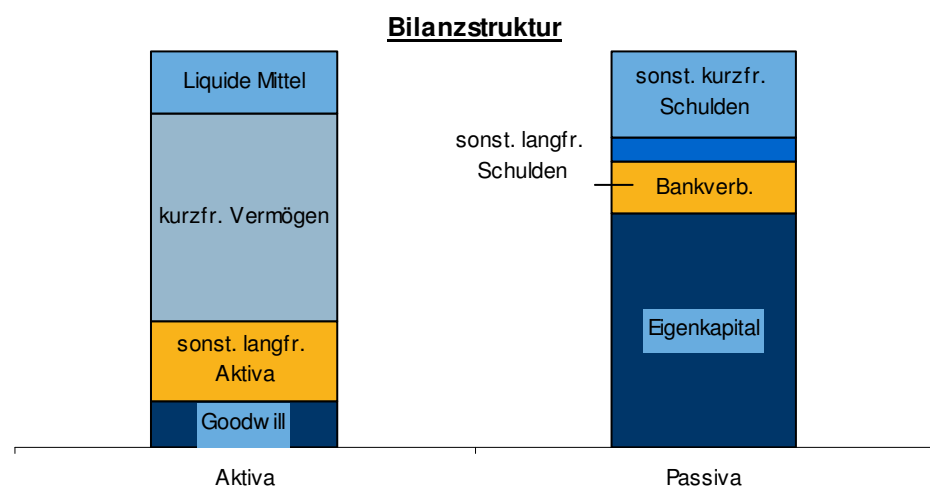 Bilanzstruktur
Liquide Mittel
kurzfr. Vermögen
sonst. langfr.
Aktiva
Goodwill
sonst. kurzfr.
Schulden
sonst. langfr.
Schulden
Bankverb.
Eigenkapital
Aktiva
Passiva